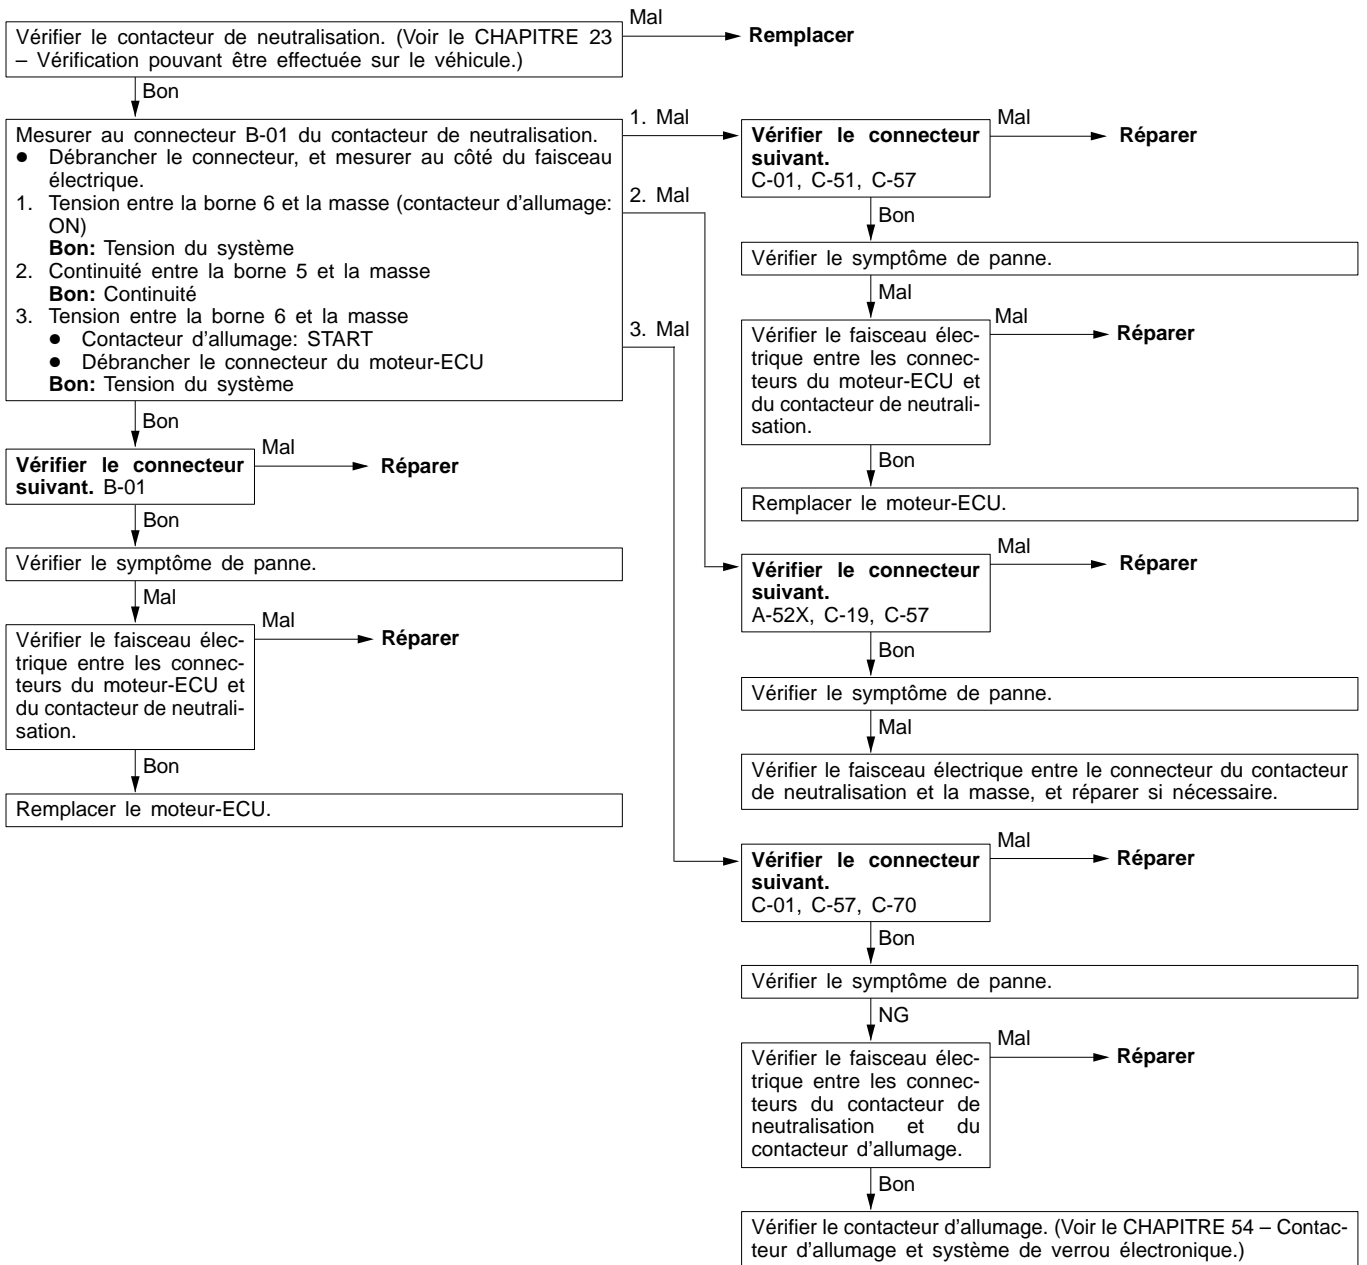 Vérifier le contacteur de neutralisation. (Voir le CHAPITRE 23
– Vérification pouvant être effectuée sur le véhicule.)
Mal
Remplacer
Bon
Mesurer au connecteur B-01 du contacteur de neutralisation.
● Débrancher le connecteur, et mesurer au côté du faisceau
électrique.
1. Tension entre la borne 6 et la masse (contacteur d'allumage:
ON)
Bon: Tension du système
2. Continuité entre la borne 5 et la masse
Bon: Continuité
3. Tension entre la borne 6 et la masse
● Contacteur d'allumage: START
● Débrancher le connecteur du moteur-ECU
Bon: Tension du système
Bon
Vérifier le connecteur
suivant. B-01
Mal
Réparer
Bon
Vérifier le symptôme de panne.
Mal
Vérifier le faisceau élec-
trique entre les connec-
teurs du moteur-ECU et
du contacteur de neutrali-
sation.
Mal
Réparer
Bon
Remplacer le moteur-ECU.
1. Mal
Vérifier le connecteur
suivant.
C-01, C-51, C-57
Mal
Réparer
Bon
Vérifier le symptôme de panne.
Mal
Vérifier le faisceau élec-
trique entre les connec-
teurs du moteur-ECU et
du contacteur de neutrali-
sation.
Mal
Réparer
Bon
Remplacer le moteur-ECU.
2. Mal
Vérifier le connecteur
suivant.
A-52X, C-19, C-57
Mal
Réparer
Bon
Vérifier le symptôme de panne.
Mal
Vérifier le faisceau électrique entre le connecteur du contacteur
de neutralisation et la masse, et réparer si nécessaire.
3. Mal
Vérifier le connecteur
suivant.
C-01, C-57, C-70
Mal
Réparer
Bon
Vérifier le symptôme de panne.
NG
Vérifier le faisceau élec-
trique entre les connec-
teurs du contacteur de
neutralisation et du
contacteur d'allumage.
Mal
Réparer
Bon
Vérifier le contacteur d'allumage. (Voir le CHAPITRE 54 – Contac-
teur d'allumage et système de verrou électronique.)